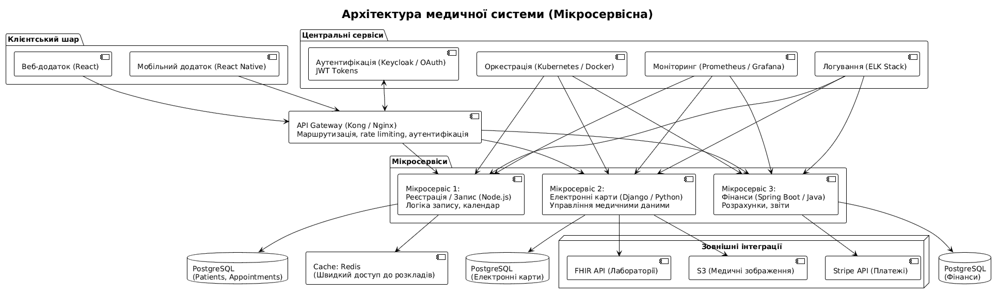 Архітектура медичної системи (Мікросервісна)
Клієнтський шар
Веб-додаток (React)
Мобільний додаток (React Native)
Центральні сервіси
Аутентифікація (Keycloak / OAuth)
JWT Tokens
Оркестрація (Kubernetes / Docker)
Моніторинг (Prometheus / Grafana)
Логування (ELK Stack)
API Gateway (Kong / Nginx)
Маршрутизація, rate limiting, аутентифікація
Мікросервіси
Мікросервіс 1:
Реєстрація / Запис (Node.js)
Логіка запису, календар
Мікросервіс 2:
Електронні карти (Django / Python)
Управління медичними даними
Мікросервіс 3:
Фінанси (Spring Boot / Java)
Розрахунки, звіти
PostgreSQL
(Patients, Appointments)
Cache: Redis
(Швидкий доступ до розкладів)
PostgreSQL
(Електронні карти)
Зовнішні інтеграції
FHIR API (Лабораторії)
S3 (Медичні зображення)
Stripe API (Платежі)
PostgreSQL
(Фінанси)